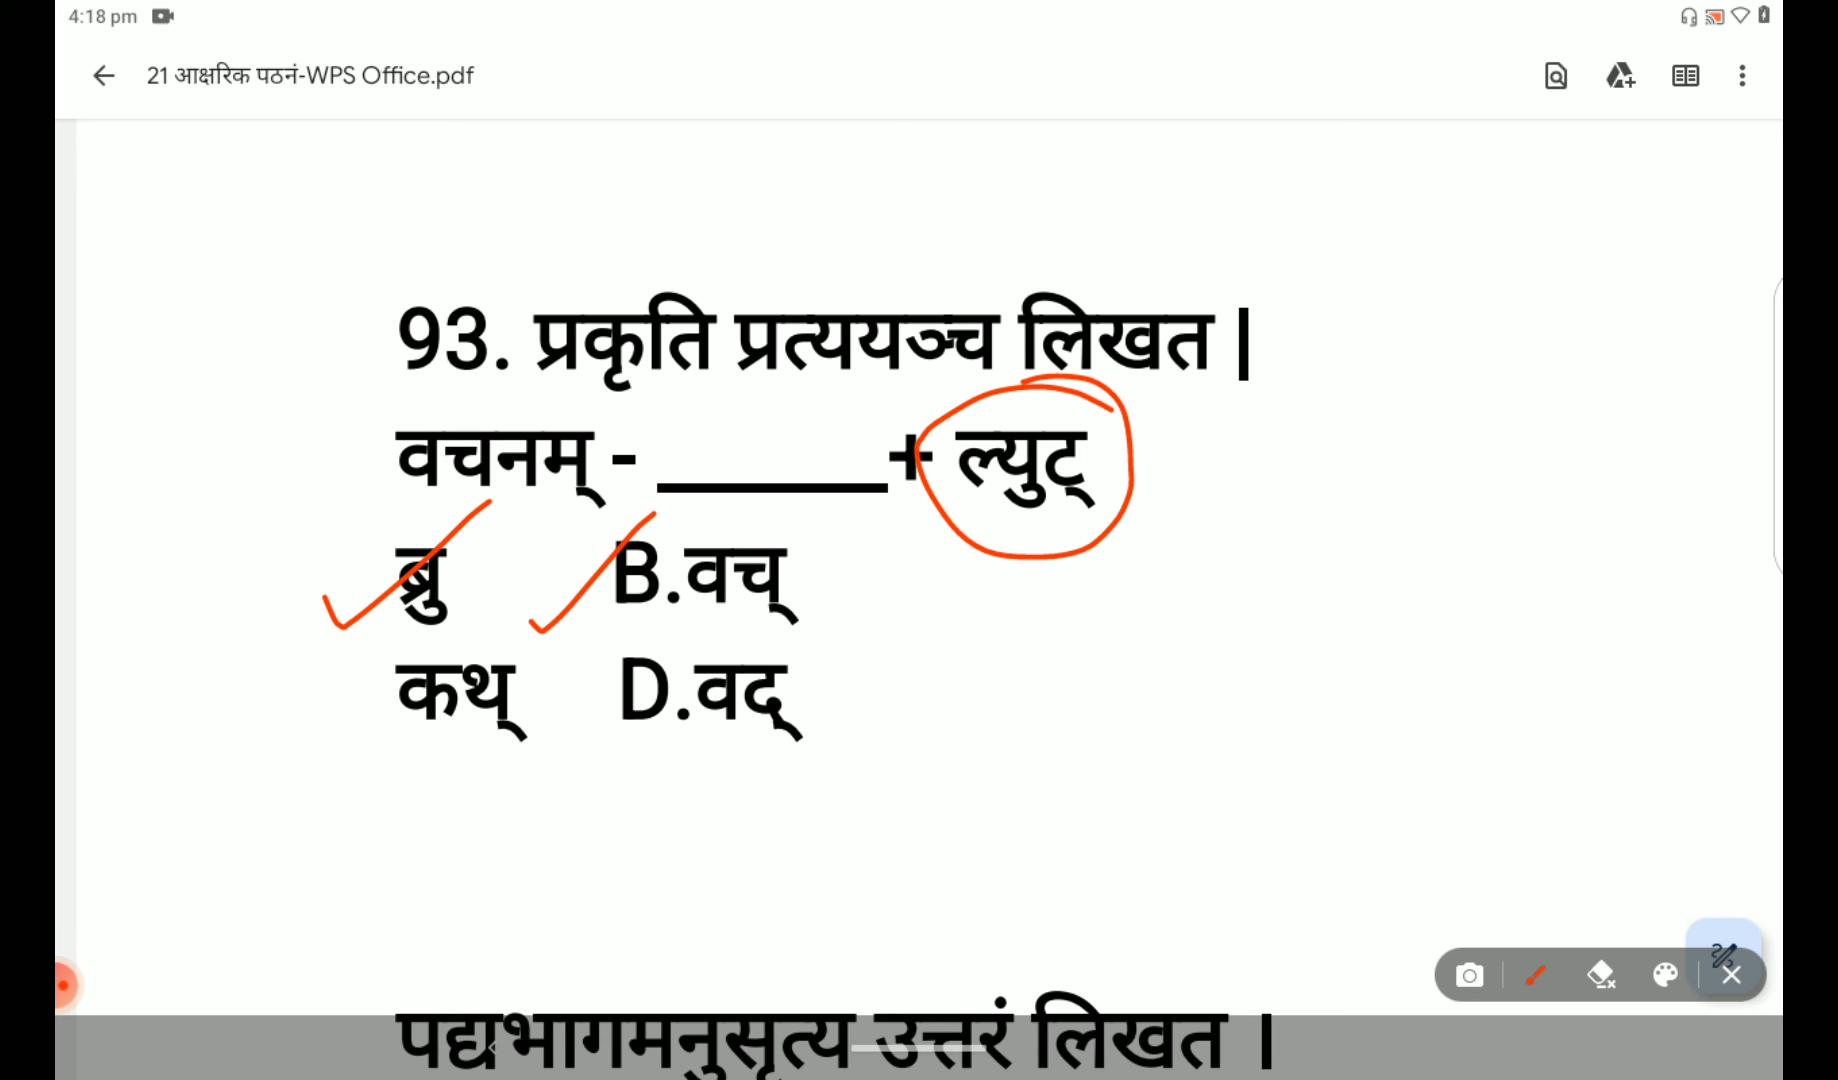 4:18 pm
21 आक्षरिक पठनं-WPS Office.pdf
93. प्रकृति प्रत्ययञ्च लिखत |
वचनम् - ______+ ल्युट्
ब्रु B.वच्
कथ् D.वद्
पद्यभागमनुसृत्य उत्तरं लिखत ।